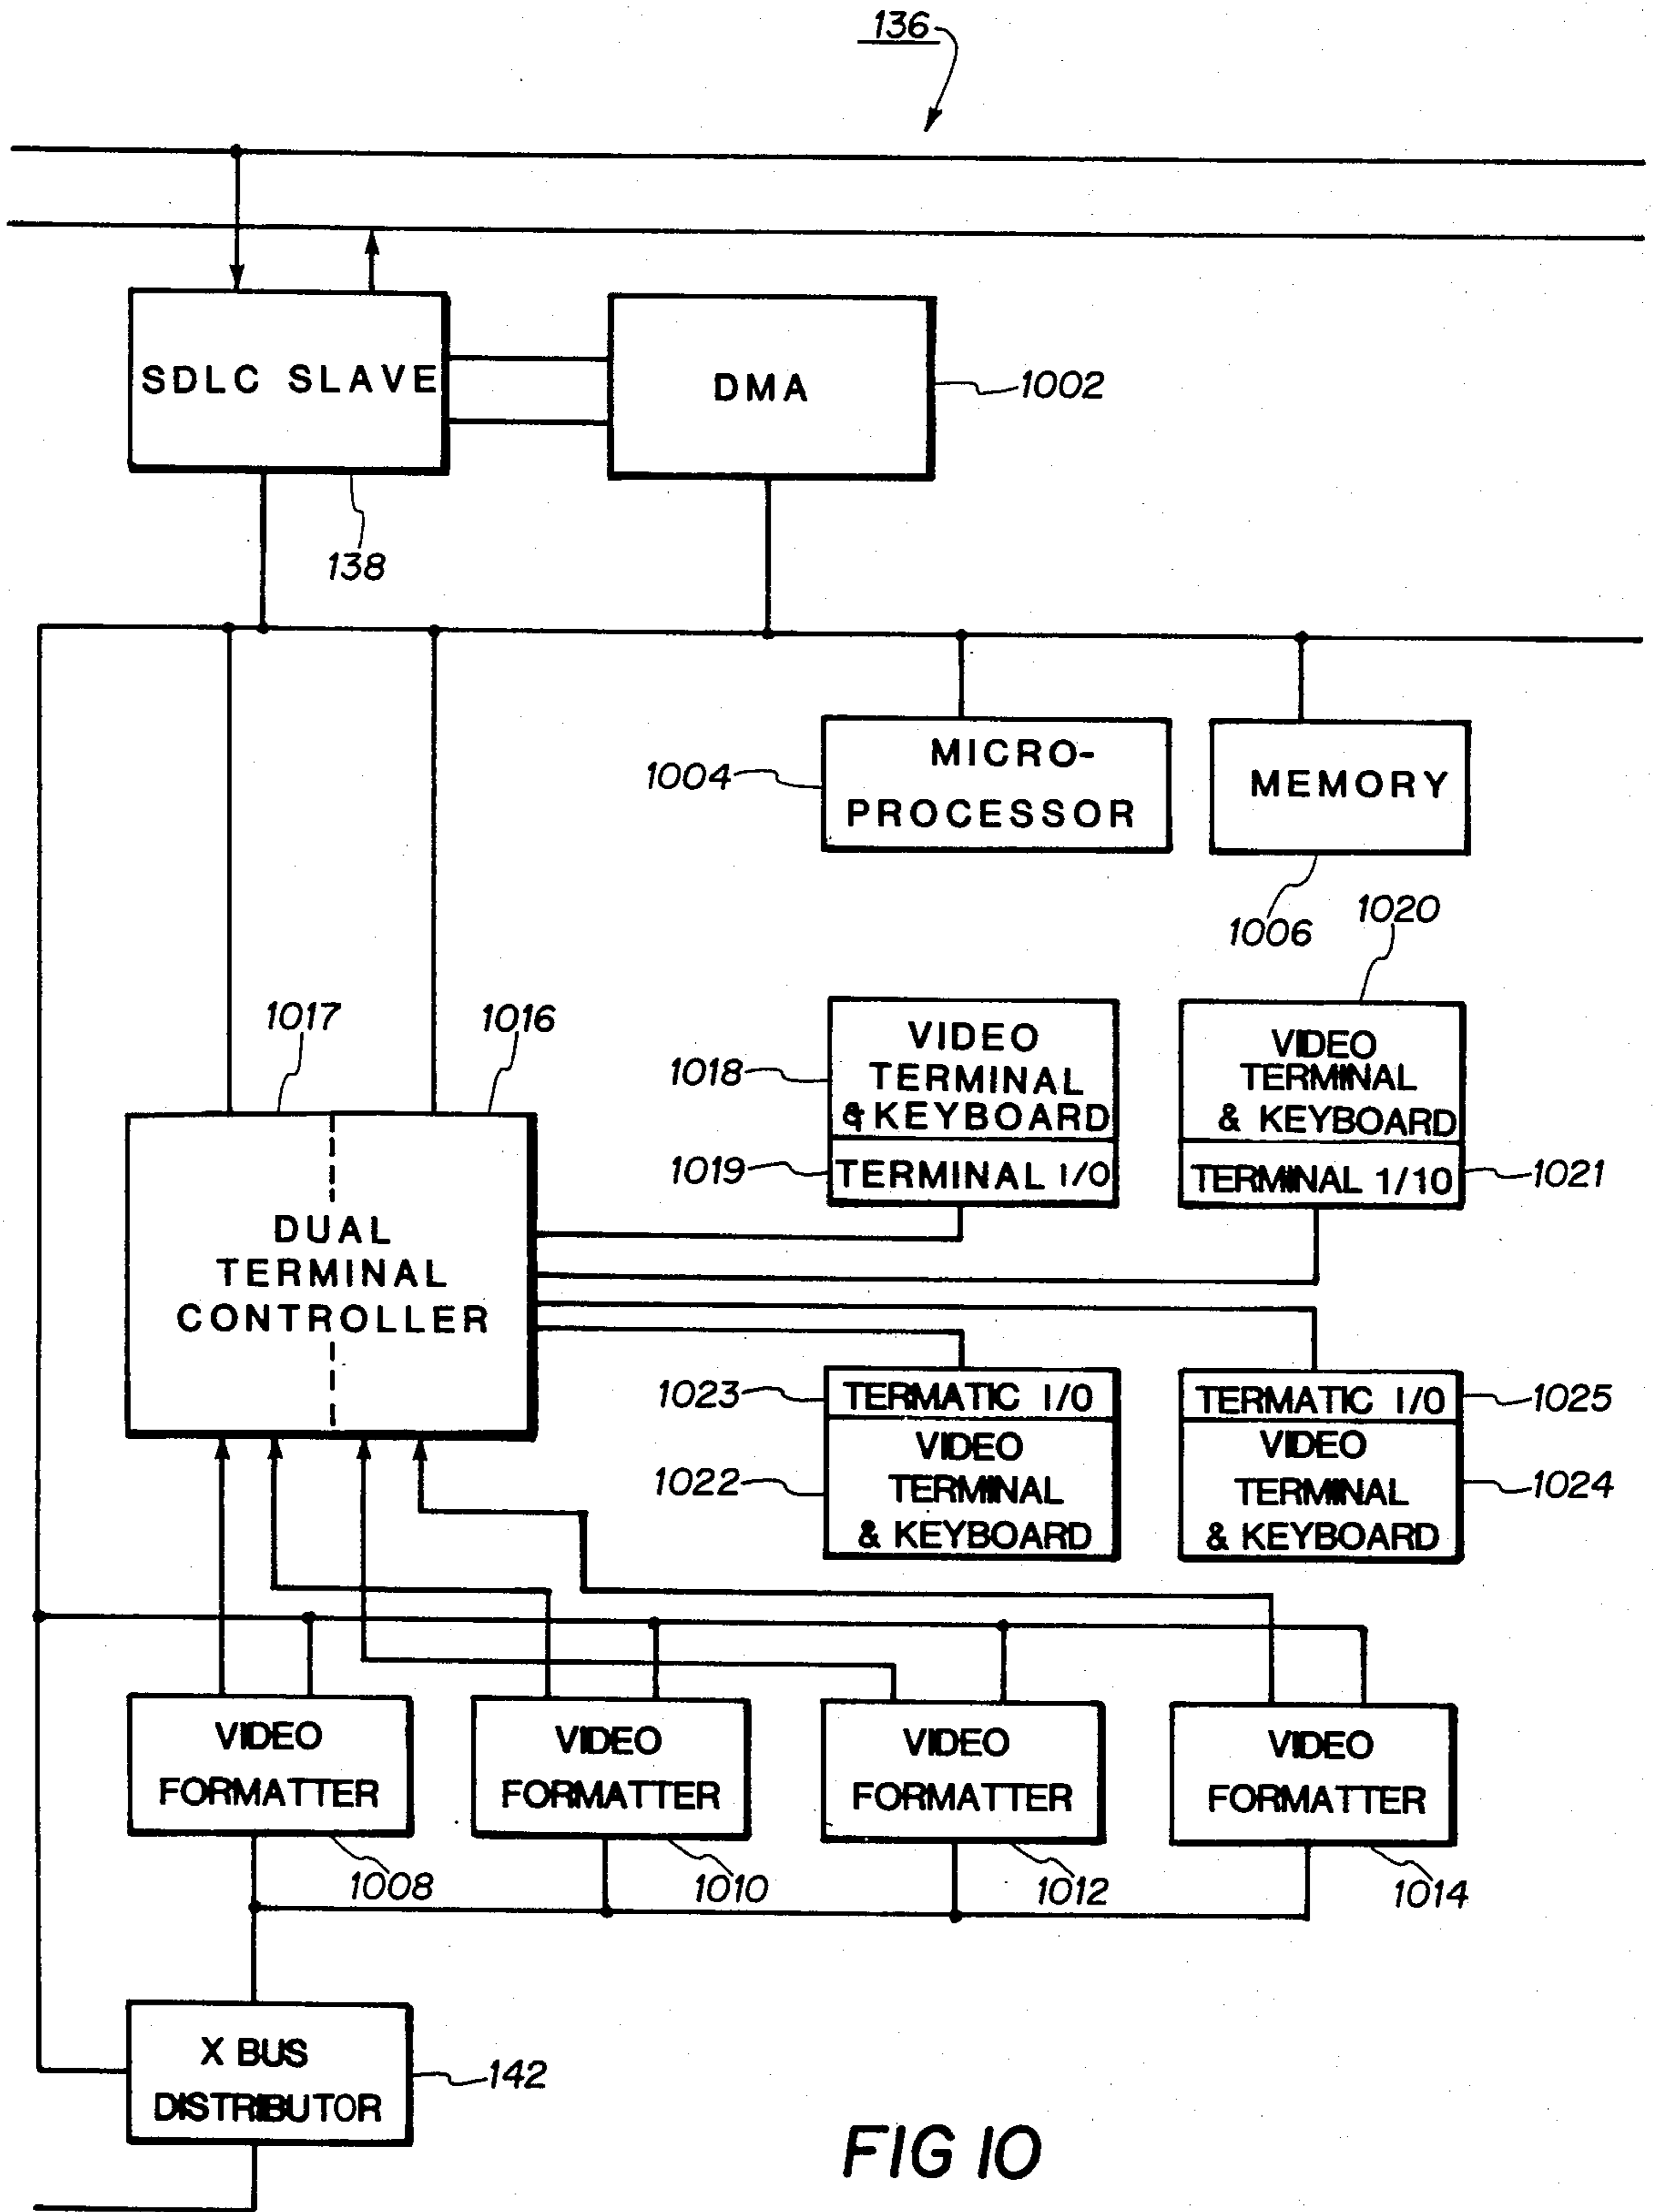 136
SDLC SLAVE
DMA
1002
138
MICRO-
PROCESSOR
1004
MEMORY
1006
1020
1017
1016
VIDEO
TERMINAL
& KEYBOARD
1018
TERMINAL I/O
1019
VIDEO
TERMINAL
& KEYBOARD
TERMINAL 1/10
1021
DUAL
TERMINAL
CONTROLLER
1023
TERMATIC I/O
1022
VIDEO
TERMINAL
& KEYBOARD
TERMATIC I/O
1025
VIDEO
TERMINAL
& KEYBOARD
1024
VIDEO
FORMATTER
1008
VIDEO
FORMATTER
1010
VIDEO
FORMATTER
1012
VIDEO
FORMATTER
1014
X BUS
DISTRIBUTOR
142
FIG 10